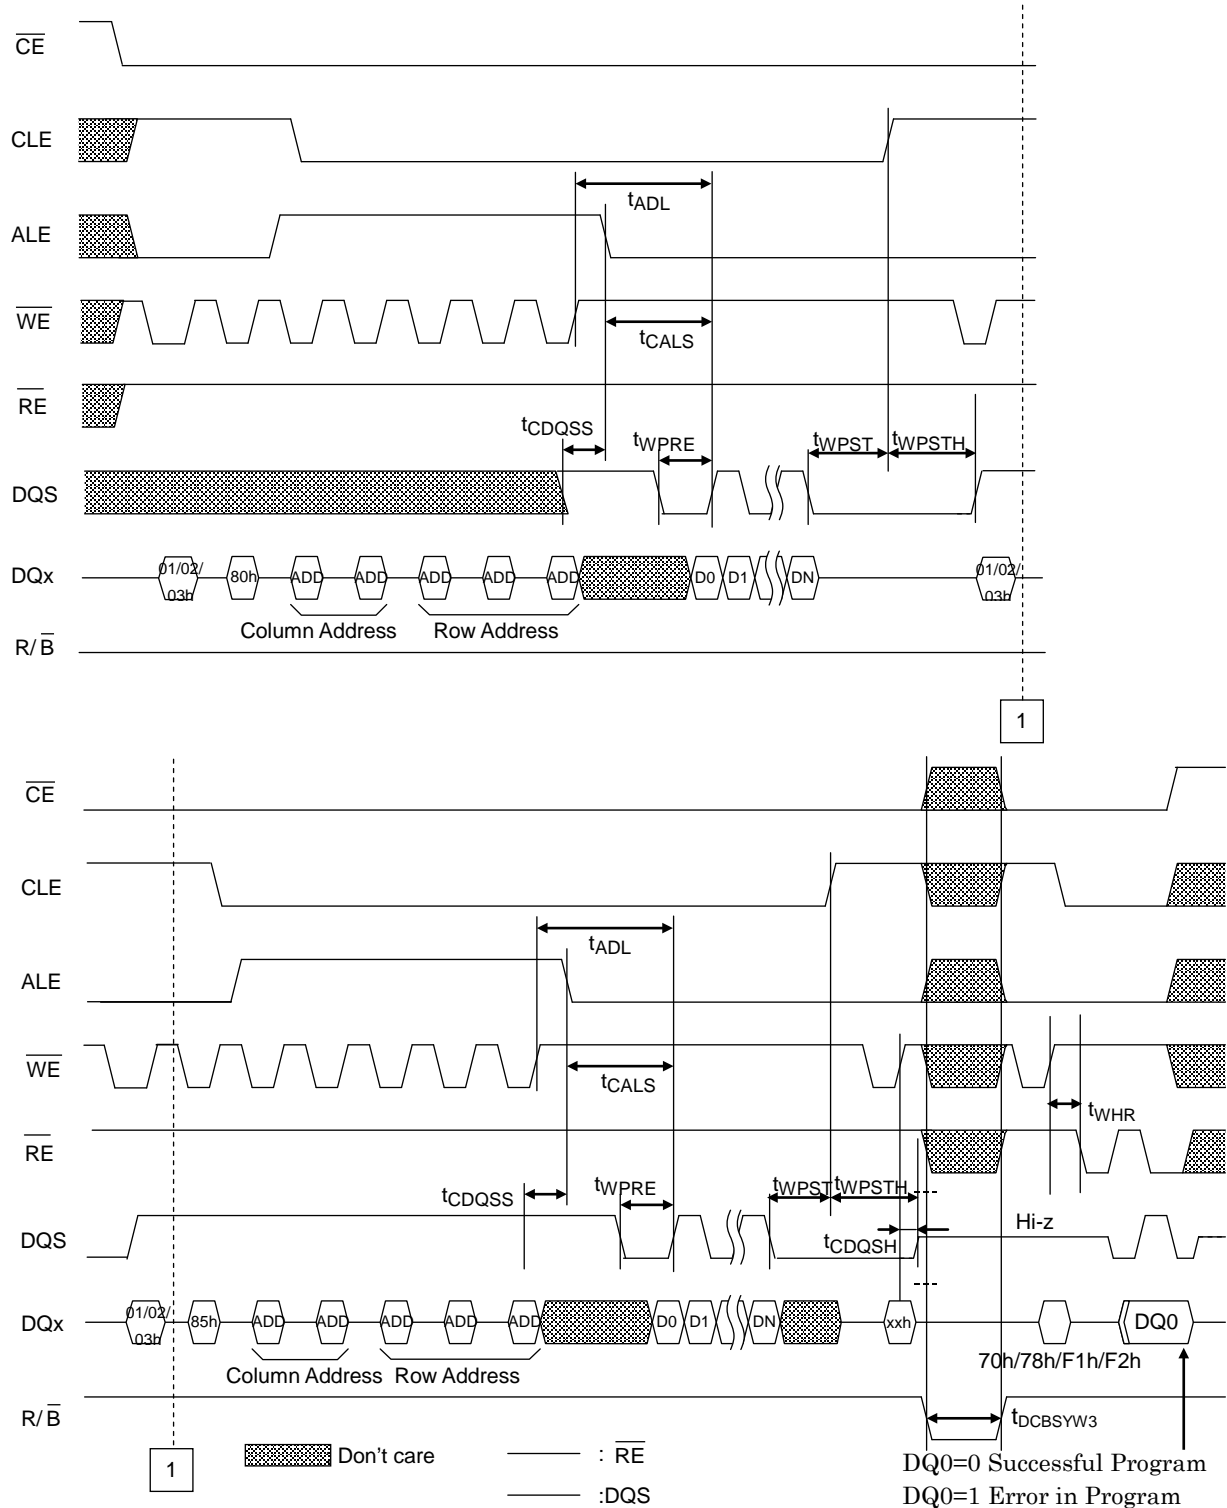 CE
CLE
tADL
ALE
WE
tCALS
RE
tCDQSS tWPRE tWPST tWPSTH
DQS
DQx 01/02/03h 80h ADD ADD ADD ADD ADD D0 D1 DN 01/02/03h
Column Address Row Address
R/B
1
CE
CLE
tADL
ALE
WE
tCALS
tWHR
RE
tCDQSS tWPRE tWPST tWPSTH
Hi-z
DQS tCDQSH
DQx 01/02/03h 85h ADD ADD ADD ADD ADD D0 D1 DN xxh DQ0
70h/78h/F1h/F2h
Column Address Row Address
R/B tDCBSYW3
1 Don't care : RE
DQ0=0 Successful Program
:DQS
DQ0=1 Error in Program